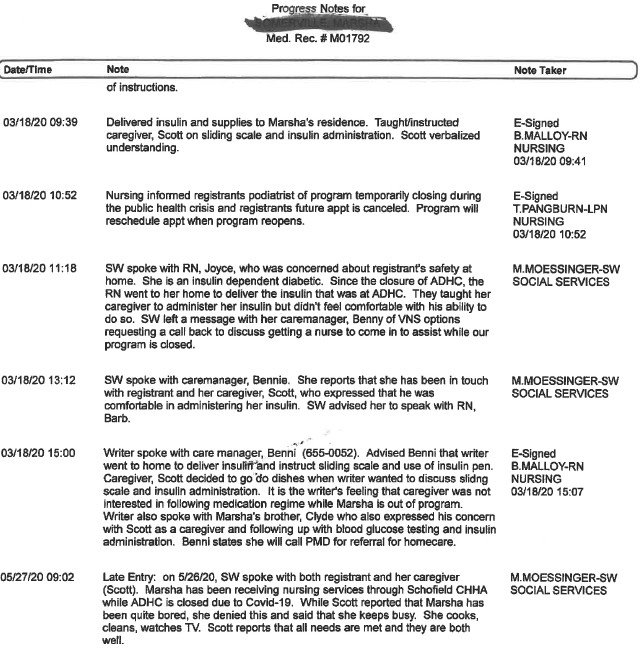 Progress Notes for
Med. Rec. # M01792
Date/Time Note Note Taker
of instructions.
03/18/20 09:39 Delivered insulin and supplies to Marsha's residence. Taught/instructed E-Signed
caregiver, Scott on sliding scale and insulin administration. Scott verbalized B.MALLOY-RN
understanding. NURSING
03/18/20 09:41
03/18/20 10:52 Nursing informed registrants podiatrist of program temporarily closing during E-Signed
the public health crisis and registrants future appt is canceled. Program will T.PANGBURN-LPN
reschedule appt when program reopens. NURSING
03/18/20 10:52
03/18/20 11:18 SW spoke with RN, Joyce, who was concerned about registrant's safety at M.MOESSINGER-SW
home. She is an insulin dependent diabetic. Since the closure of ADHC, the SOCIAL SERVICES
RN went to her home to deliver the insulin that was at ADHC. They taught her
caregiver to administer her insulin but didn't feel comfortable with his ability to
do so. SW left a message with her caremanager, Benny of VNS options
requesting a call back to discuss getting a nurse to come in to assist while our
program is closed.
03/18/20 13:12 SW spoke with caremanager, Bennie. She reports that she has been in touch M.MOESSINGER-SW
with registrant and her caregiver, Scott, who expressed that he was SOCIAL SERVICES
comfortable in administering her insulin. SW advised her to speak with RN,
Barb.
03/18/20 15:00 Writer spoke with care manager, Benni (655-0052). Advised Benni that writer E-Signed
went to home to deliver insulin and instruct sliding scale and use of insulin pen. B.MALLOY-RN
Caregiver, Scott decided to go do dishes when writer wanted to discuss slidng NURSING
scale and insulin administration. It is the writer's feeling that caregiver was not 03/18/20 15:07
interested in following medication regime while Marsha is out of program.
Writer also spoke with Marsha's brother, Clyde who also expressed his concern
with Scott as a caregiver and following up with blood glucose testing and insulin
administration. Benni states she will call PMD for referral for homecare.
05/27/20 09:02 Late Entry: on 5/26/20, SW spoke with both registrant and her caregiver M.MOESSINGER-SW
(Scott). Marsha has been receiving nursing services through Schofield CHHA SOCIAL SERVICES
while ADHC is closed due to Covid-19. While Scott reported that Marsha has
been quite bored, she denied this and said that she keeps busy. She cooks,
cleans, watches TV. Scott reports that all needs are met and they are both
well.